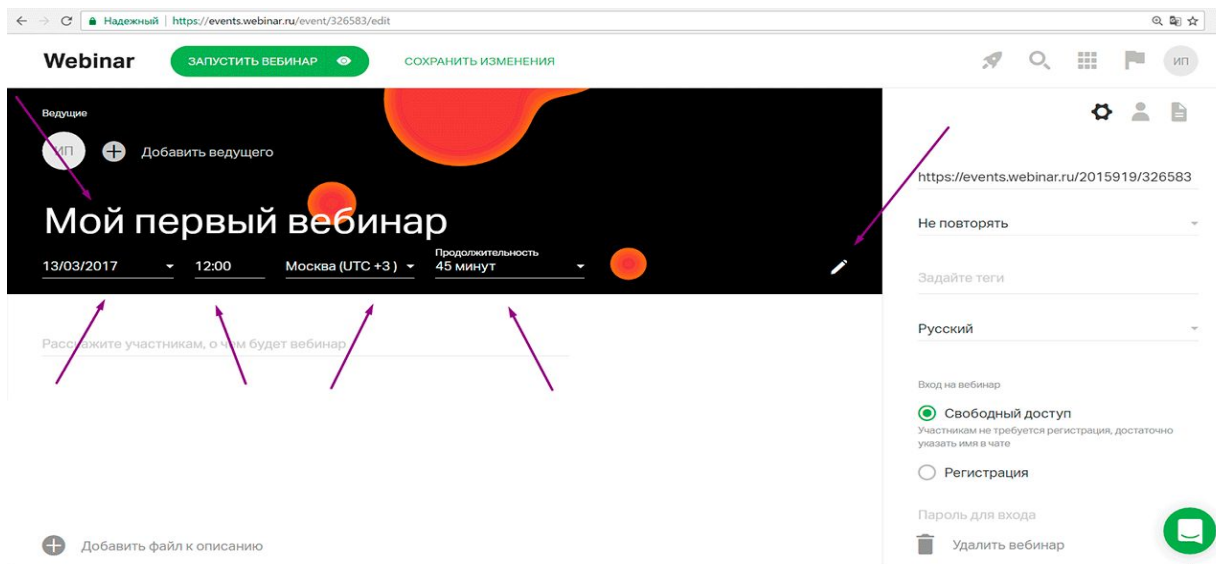 Надежный | https://events.webinar.ru/event/326583/edit
Webinar
ЗАПУСТИТЬ ВЕБИНАР
СОХРАНИТЬ ИЗМЕНЕНИЯ
ИП
Ведущие
ИП
Добавить ведущего
Мой первый вебинар
13/03/2017
12:00
Москва (UTC +3 )
Продолжительность
45 минут
Расскажите участникам, о чем будет вебинар
Добавить файл к описанию
https://events.webinar.ru/2015919/326583
Не повторять
Задайте теги
Русский
Вход на вебинар
Свободный доступ
Участникам не требуется регистрация, достаточно
указать имя в чате
Регистрация
Пароль для входа
Удалить вебинар